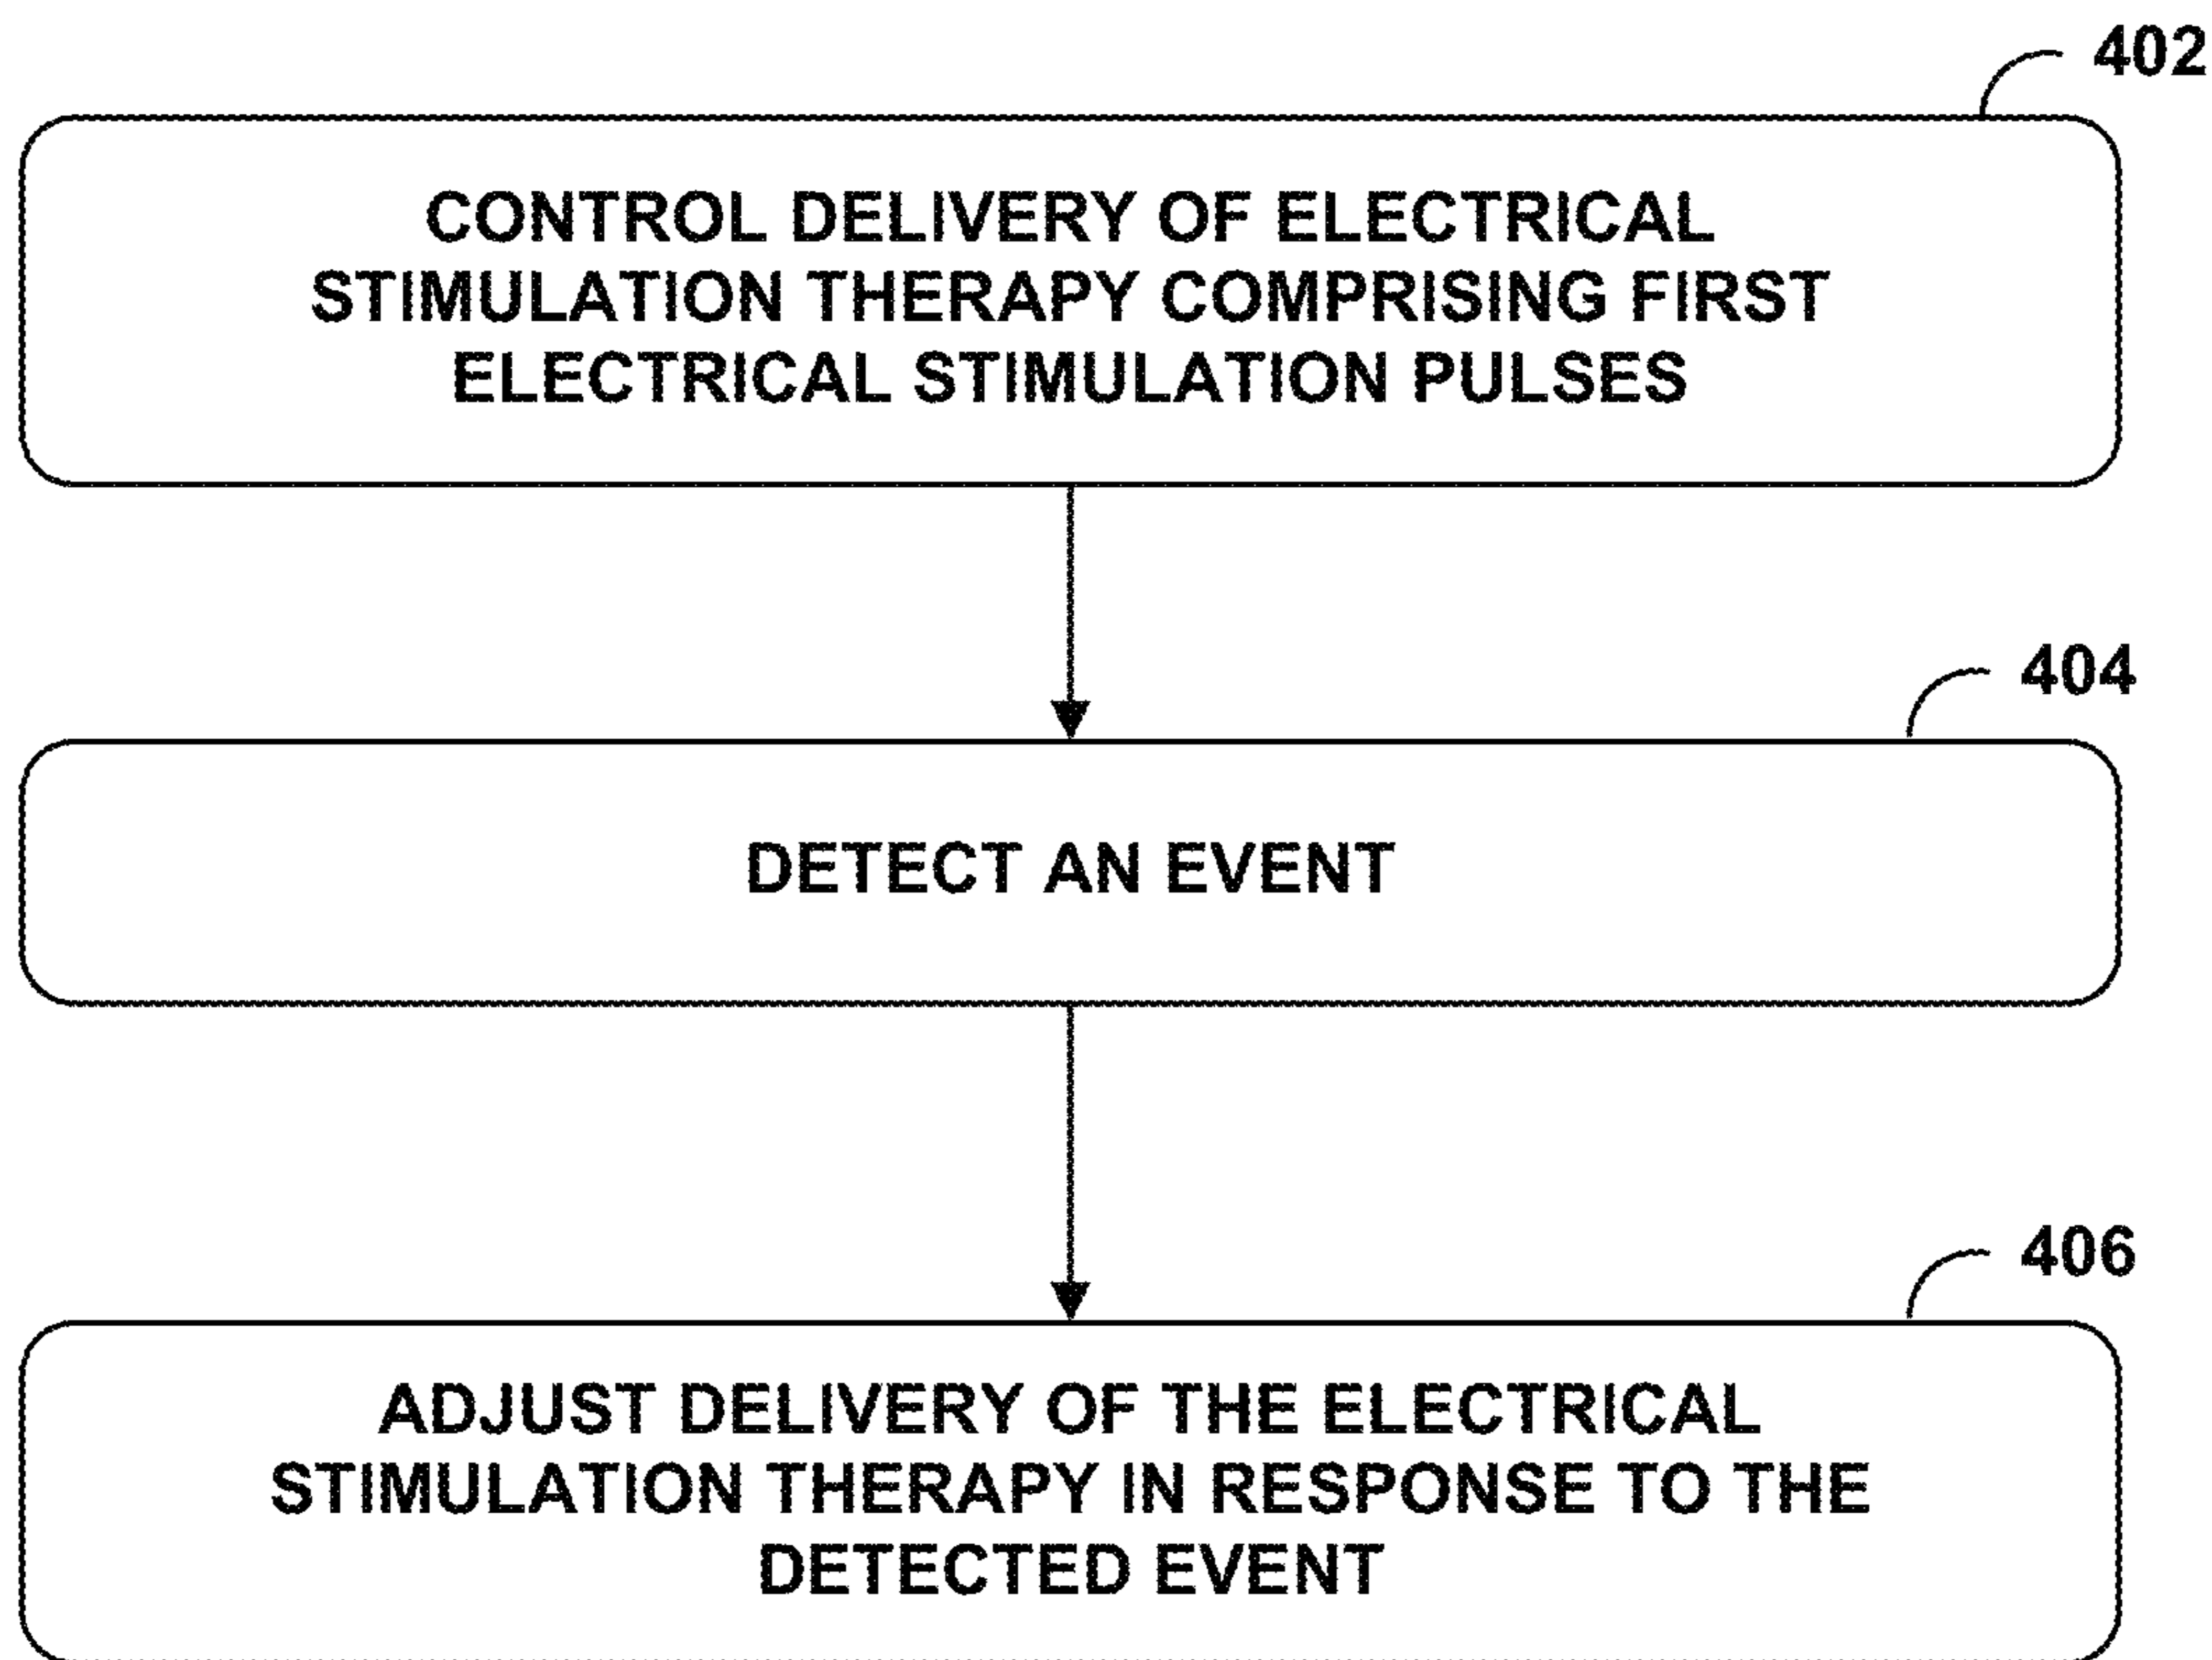 402
CONTROL DELIVERY OF ELECTRICAL
STIMULATION THERAPY COMPRISING FIRST
ELECTRICAL STIMULATION PULSES
404
DETECT AN EVENT
406
ADJUST DELIVERY OF THE ELECTRICAL
STIMULATION THERAPY IN RESPONSE TO THE
DETECTED EVENT